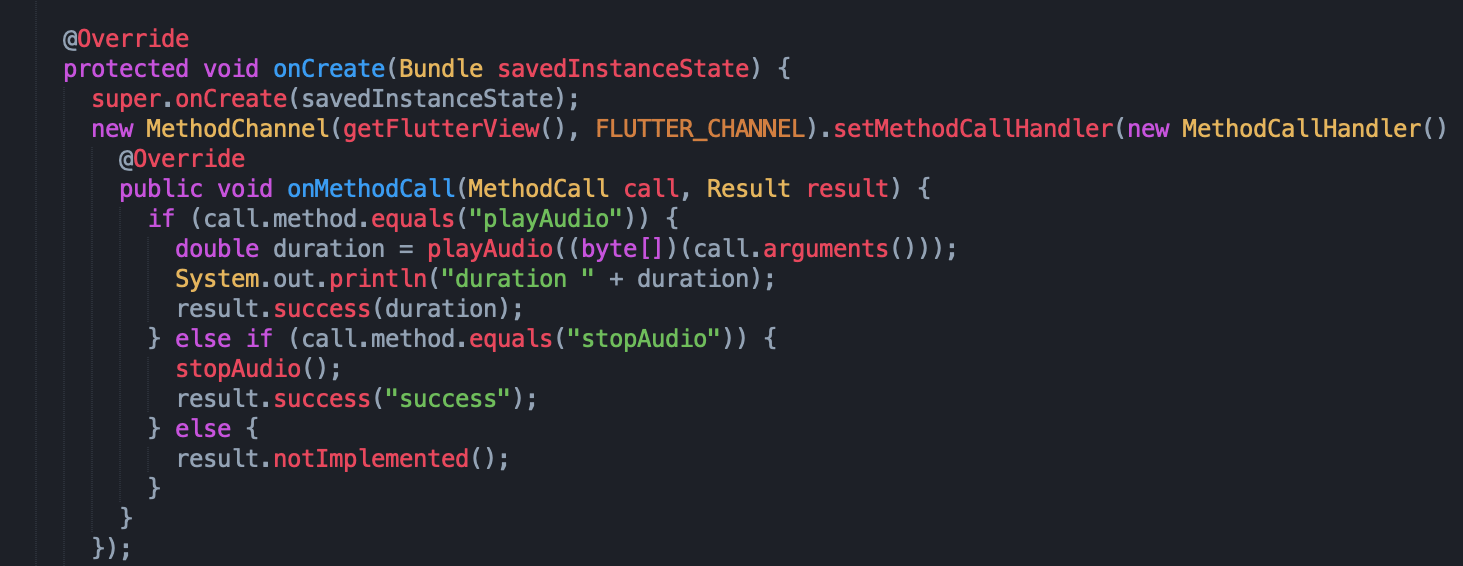 @Override
protected void onCreate(Bundle savedInstanceState) {
super.onCreate(savedInstanceState);
new MethodChannel(getFlutterView(), FLUTTER_CHANNEL).setMethodCallHandler(new MethodCallHandler()
@Override
public void onMethodCall(MethodCall call, Result result) {
if (call.method.equals("playAudio")) {
double duration = playAudio((byte[])(call.arguments()));
System.out.println("duration " + duration);
result.success(duration);
} else if (call.method.equals("stopAudio")) {
stopAudio();
result.success("success");
} else {
result.notImplemented();
}
}
});